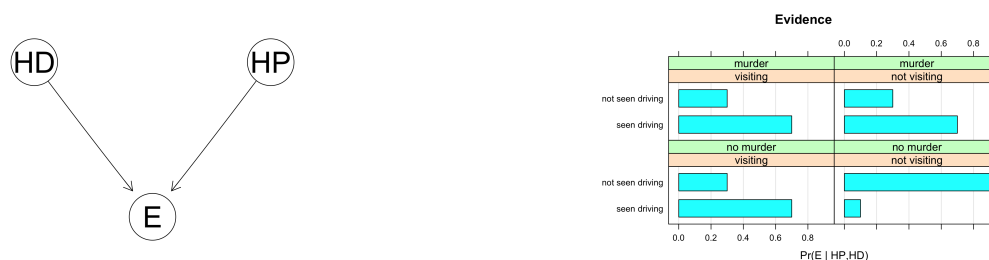 HD
HP
E
Evidence
0.0 0.2 0.4 0.6 0.8
murder murder
visiting not visiting
not seen driving
seen driving
no murder no murder
visiting not visiting
not seen driving
seen driving
0.0 0.2 0.4 0.6 0.8
Pr(E | HP,HD)